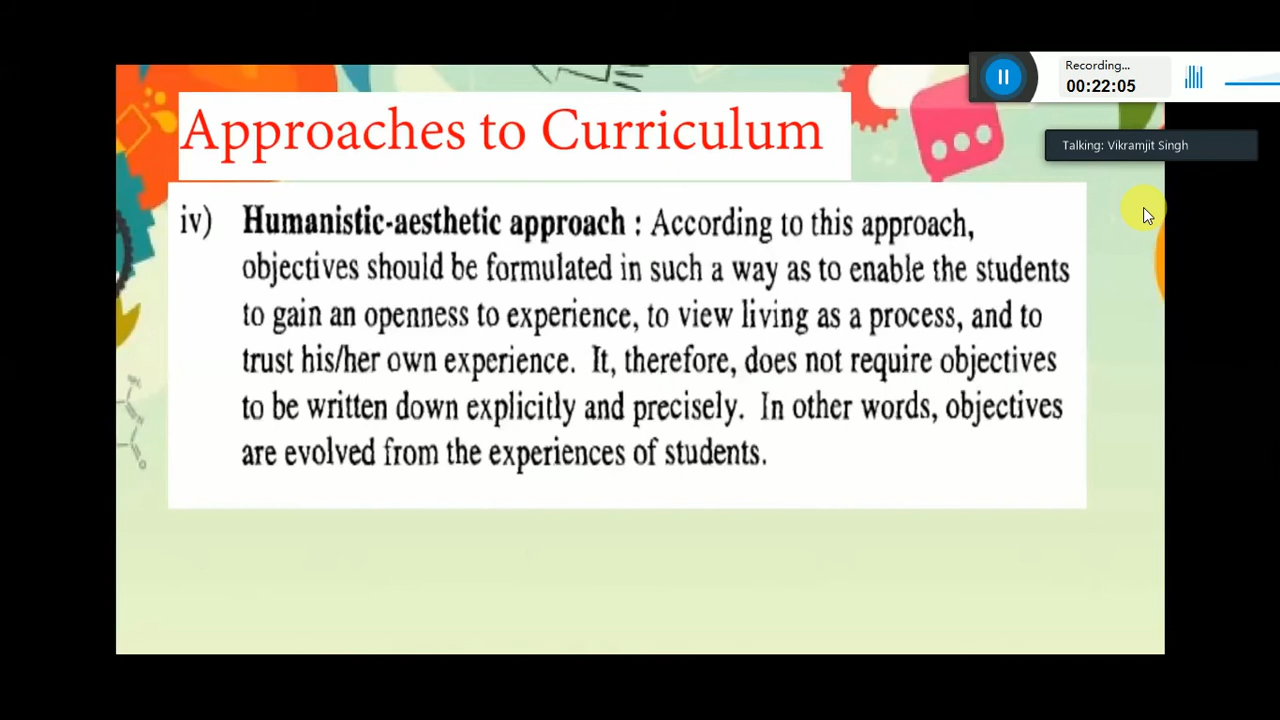 Recording...
00:22:05
Talking: Vikramjit Singh
Approaches to Curriculum
iv) Humanistic-aesthetic approach : According to this approach,
objectives should be formulated in such a way as to enable the students
to gain an openness to experience, to view living as a process, and to
trust his/her own experience. It, therefore, does not require objectives
to be written down explicitly and precisely. In other words, objectives
are evolved from the experiences of students.